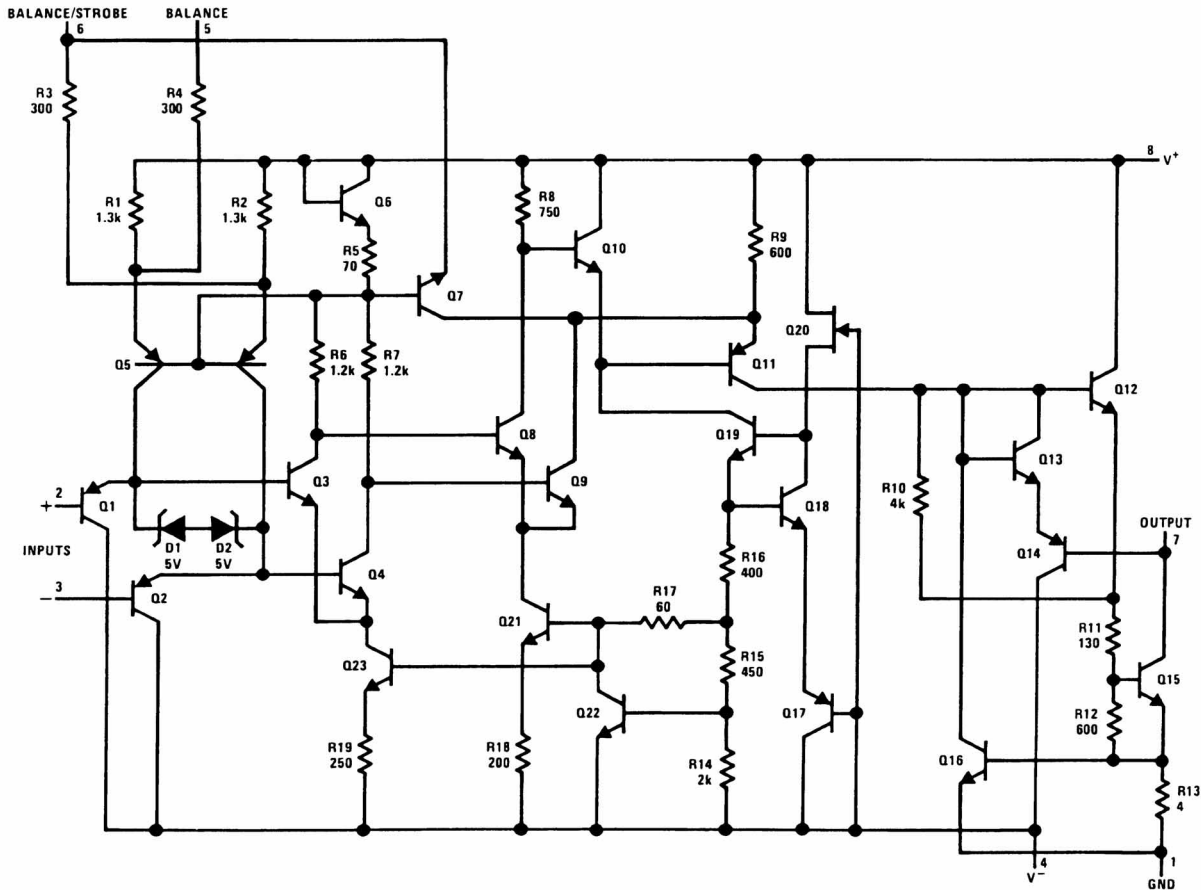 BALANCE/STROBE
6
BALANCE
5
R3
300
R4
300
8
V+
R1
1.3k
R2
1.3k
Q6
R8
750
R5
70
Q10
R9
600
Q7
Q20
Q5
R6
1.2k
R7
1.2k
Q11
Q12
Q8
Q19
Q13
+ 2
Q1
Q3
Q9
R10
4k
Q18
OUTPUT
7
INPUTS
D1
5V
D2
5V
Q14
R16
400
- 3
Q2
Q4
R17
60
Q21
R11
130
Q23
R15
450
Q15
Q22
Q17
R12
600
R19
250
R18
200
R14
2k
Q16
R13
4
4
V-
1
GND